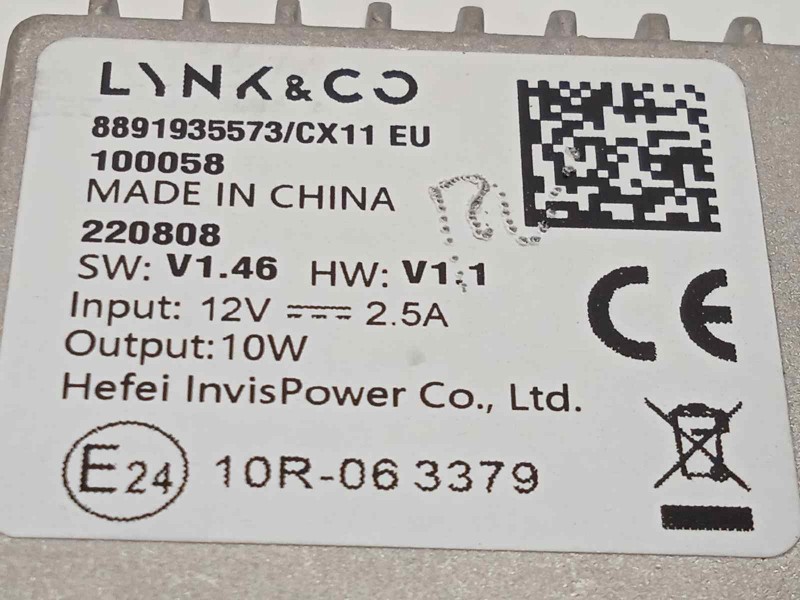 LYNK & CO
8891935573/CX11 EU
100058
MADE IN CHINA
220808
SW: V1.46 HW: V1.1
Input: 12V ⎓ 2.5A
Output:10W
Hefei InvisPower Co., Ltd.
E24 10R-06 3379
CE